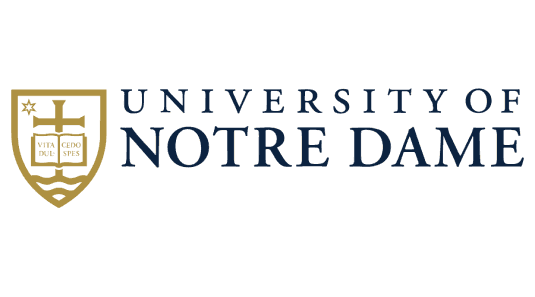 VITA CEDO
DUL- SPES
UNIVERSITY OF
NOTRE DAME